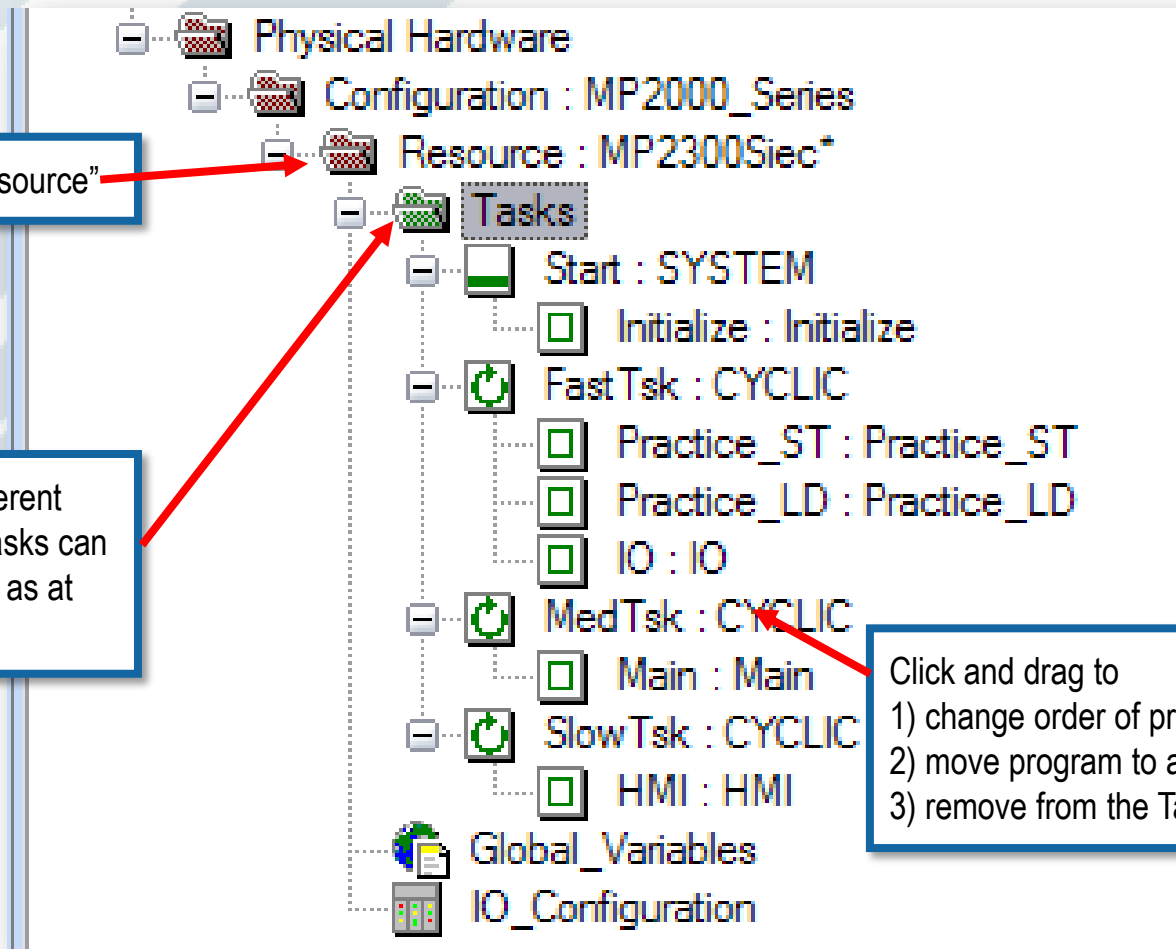 Physical Hardware
Configuration : MP2000_Series
Resource : MP2300Siec*
Tasks
Start : SYSTEM
Initialize : Initialize
FastTsk : CYCLIC
Practice_ST : Practice_ST
Practice_LD : Practice_LD
IO : IO
MedTsk : CYCLIC
Main : Main
SlowTsk : CYCLIC
HMI : HMI
Global_Variables
IO_Configuration
source”
erent
asks can
as at
Click and drag to
1) change order of pr
2) move program to a
3) remove from the Ta